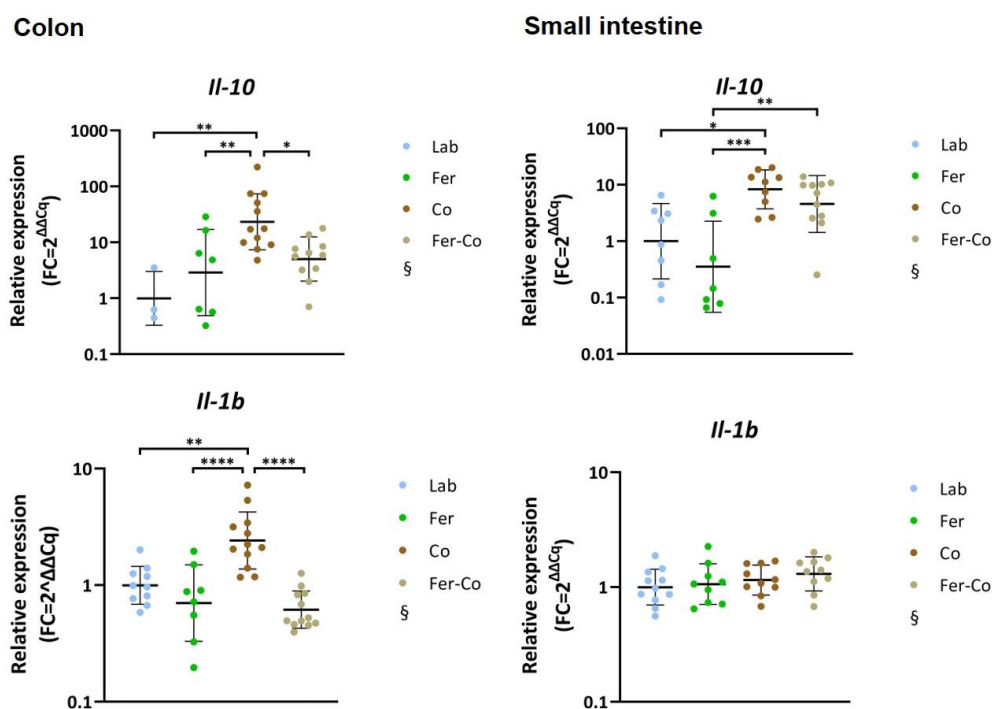 Colon
Il-10
Relative expression
(FC=2^ΔΔCq)
1000
100
10
1
0.1
**
**
*
Lab
Fer
Co
Fer-Co
§
Small intestine
Il-10
Relative expression
(FC=2^ΔΔCq)
100
10
1
0.1
0.01
**
*
***
Lab
Fer
Co
Fer-Co
§
Il-1b
Relative expression
(FC=2^ΔΔCq)
10
1
0.1
**
****
****
Lab
Fer
Co
Fer-Co
§
Il-1b
Relative expression
(FC=2^ΔΔCq)
10
1
0.1
Lab
Fer
Co
Fer-Co
§